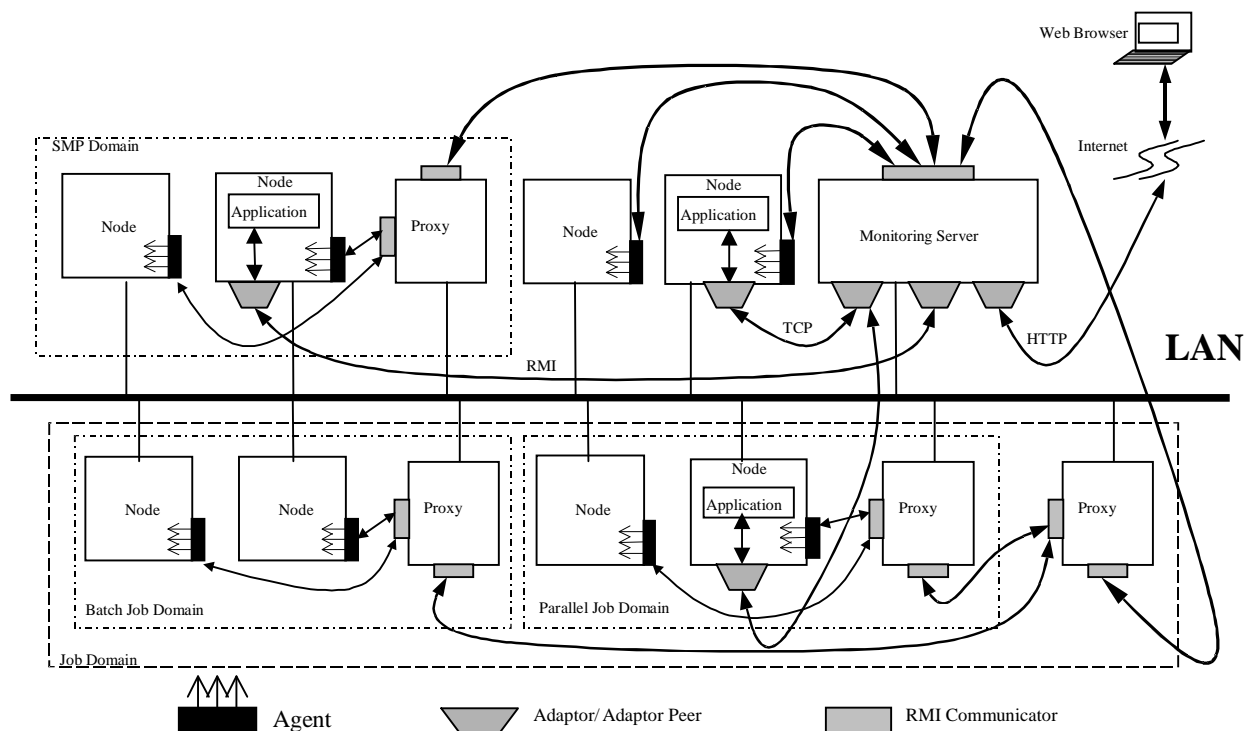 Web Browser
Internet
SMP Domain
Node
Node
Application
Proxy
Node
Node
Application
Monitoring Server
TCP
HTTP
RMI
LAN
Node
Node
Proxy
Node
Node
Application
Proxy
Proxy
Batch Job Domain
Parallel Job Domain
Job Domain
Agent
Adaptor/ Adaptor Peer
RMI Communicator